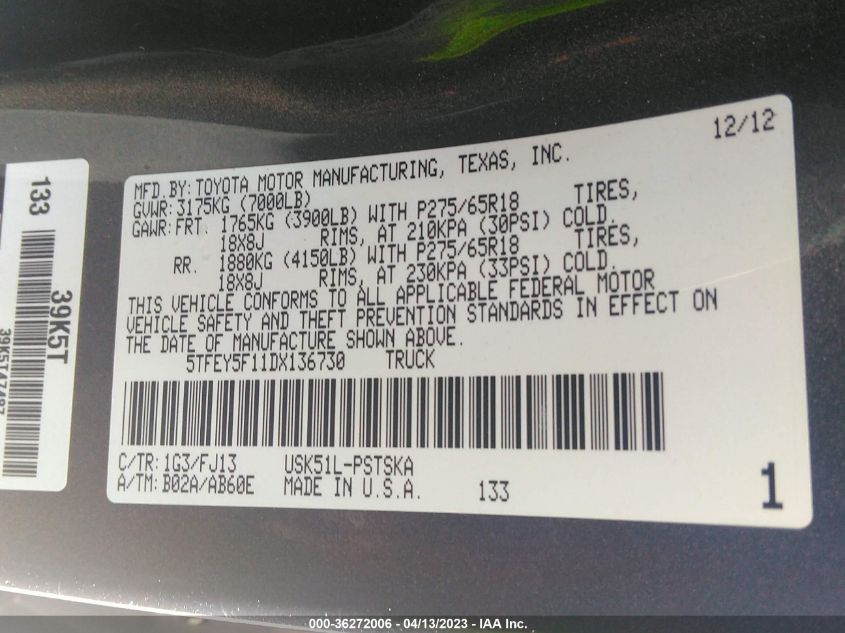 12/12
MFD. BY: TOYOTA MOTOR MANUFACTURING, TEXAS, INC.
GVWR: 3175KG (7000LB)
GAWR: FRT. 1765KG (3900LB) WITH P275/65R18 TIRES,
18X8J RIMS, AT 210KPA (30PSI) COLD.
RR. 1880KG (4150LB) WITH P275/65R18 TIRES,
18X8J RIMS, AT 230KPA (33PSI) COLD.
THIS VEHICLE CONFORMS TO ALL APPLICABLE FEDERAL MOTOR
VEHICLE SAFETY AND THEFT PREVENTION STANDARDS IN EFFECT ON
THE DATE OF MANUFACTURE SHOWN ABOVE.
5TFEY5F11DX136730 TRUCK
C/TR: 1G3/FJ13 USK51L-PSTSKA
A/TM: B02A/AB60E MADE IN U.S.A. 133
1
133
39K5T
000-36272006 - 04/13/2023 - IAA Inc.